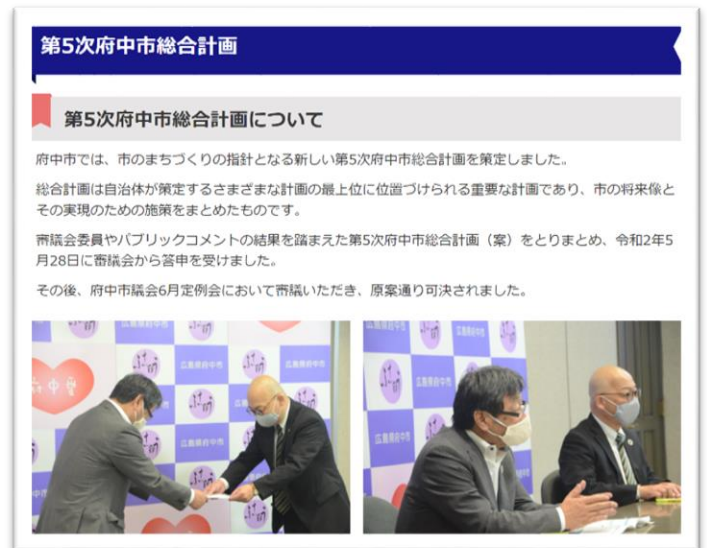 第5次府中市総合計画
第5次府中市総合計画について
府中市では、市のまちづくりの指針となる新しい第5次府中市総合計画を策定しました。
総合計画は自治体が策定するさまざまな計画の最上位に位置づけられる重要な計画であり、市の将来像と
その実現のための施策をまとめたものです。
審議会委員やパブリックコメントの結果を踏まえた第5次府中市総合計画（案）をとりまとめ、令和2年5
月28日に審議会から答申を受けました。
その後、府中市議会6月定例会において審議いただき、原案通り可決されました。
広島県府中市
広島県府中市
広島県府中市
広島県府中市